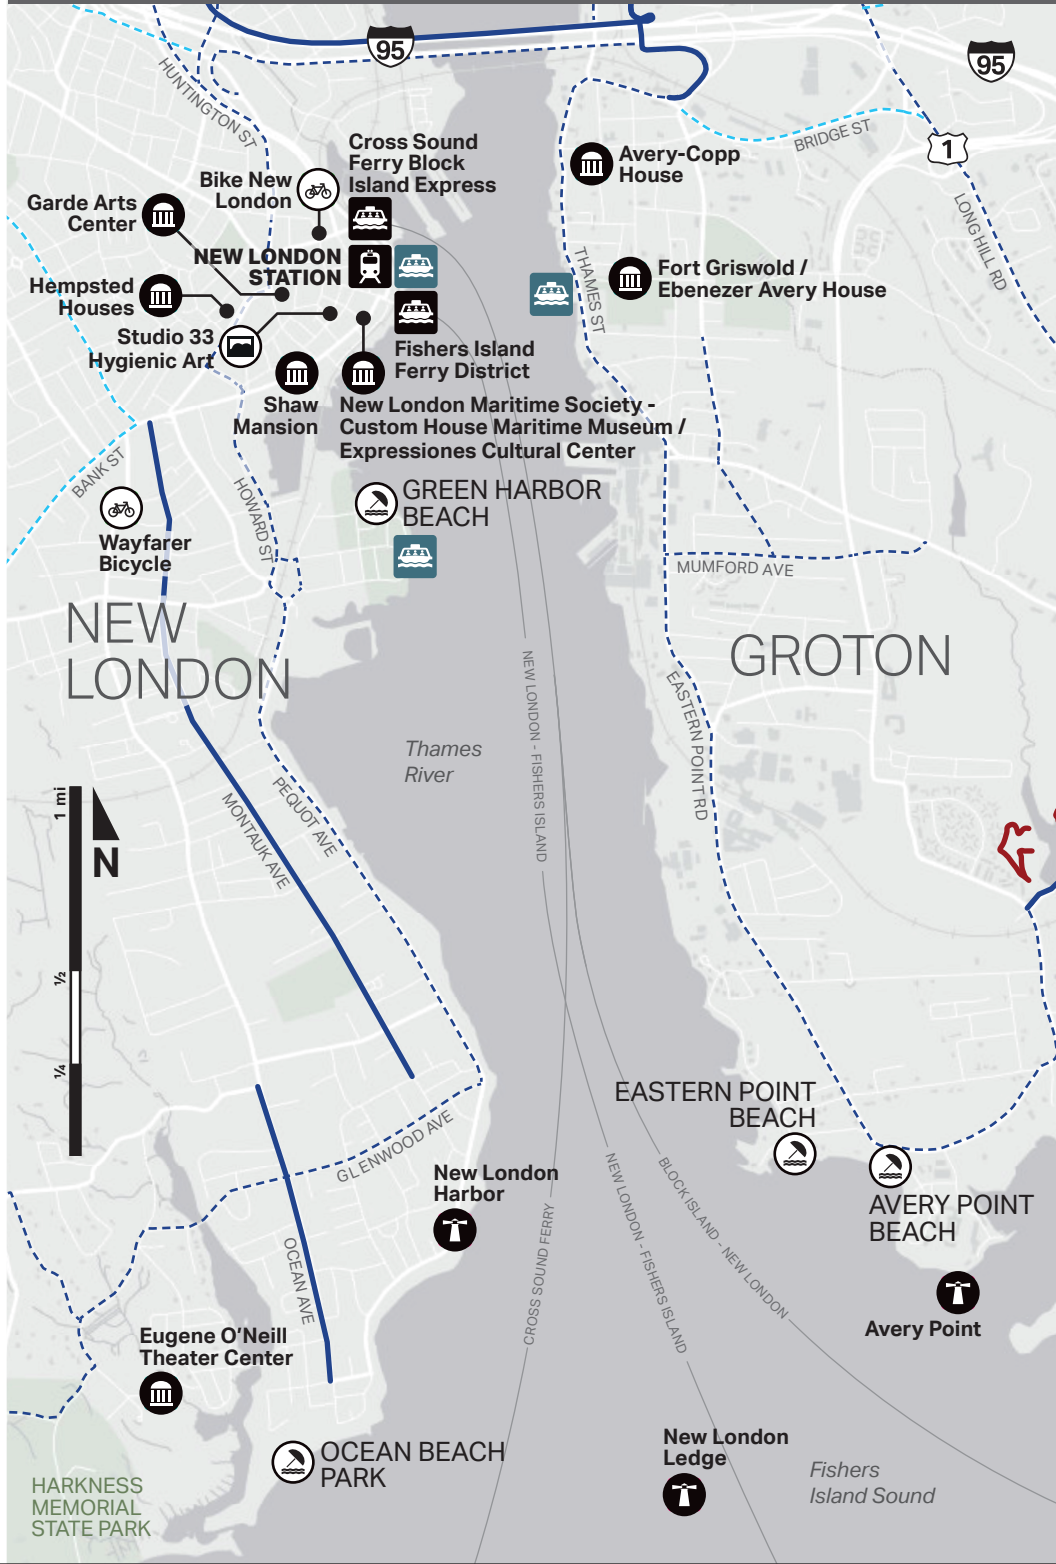 95
95
HUNTINGTON ST
BRIDGE ST
1
LONG HILL RD
Cross Sound
Ferry Block
Island Express
Avery-Copp
House
Bike New
London
Garde Arts
Center
NEW LONDON
STATION
THAMES ST
Fort Griswold /
Ebenezer Avery House
Hempsted
Houses
Studio 33
Hygienic Art
Fishers Island
Ferry District
Shaw
Mansion
New London Maritime Society -
Custom House Maritime Museum /
Expressiones Cultural Center
BANK ST
HOWARD ST
GREEN HARBOR
BEACH
Wayfarer
Bicycle
MUMFORD AVE
NEW
LONDON
GROTON
NEW LONDON - FISHERS ISLAND
EASTERN POINT RD
Thames
River
1 mi
N
PEQUOT AVE
MONTAUK AVE
1/2
1/4
EASTERN POINT
BEACH
GLENWOOD AVE
New London
Harbor
AVERY POINT
BEACH
CROSS SOUND FERRY
NEW LONDON - FISHERS ISLAND
BLOCK ISLAND - NEW LONDON
OCEAN AVE
Avery Point
Eugene O'Neill
Theater Center
New London
Ledge
OCEAN BEACH
PARK
Fishers
Island Sound
HARKNESS
MEMORIAL
STATE PARK